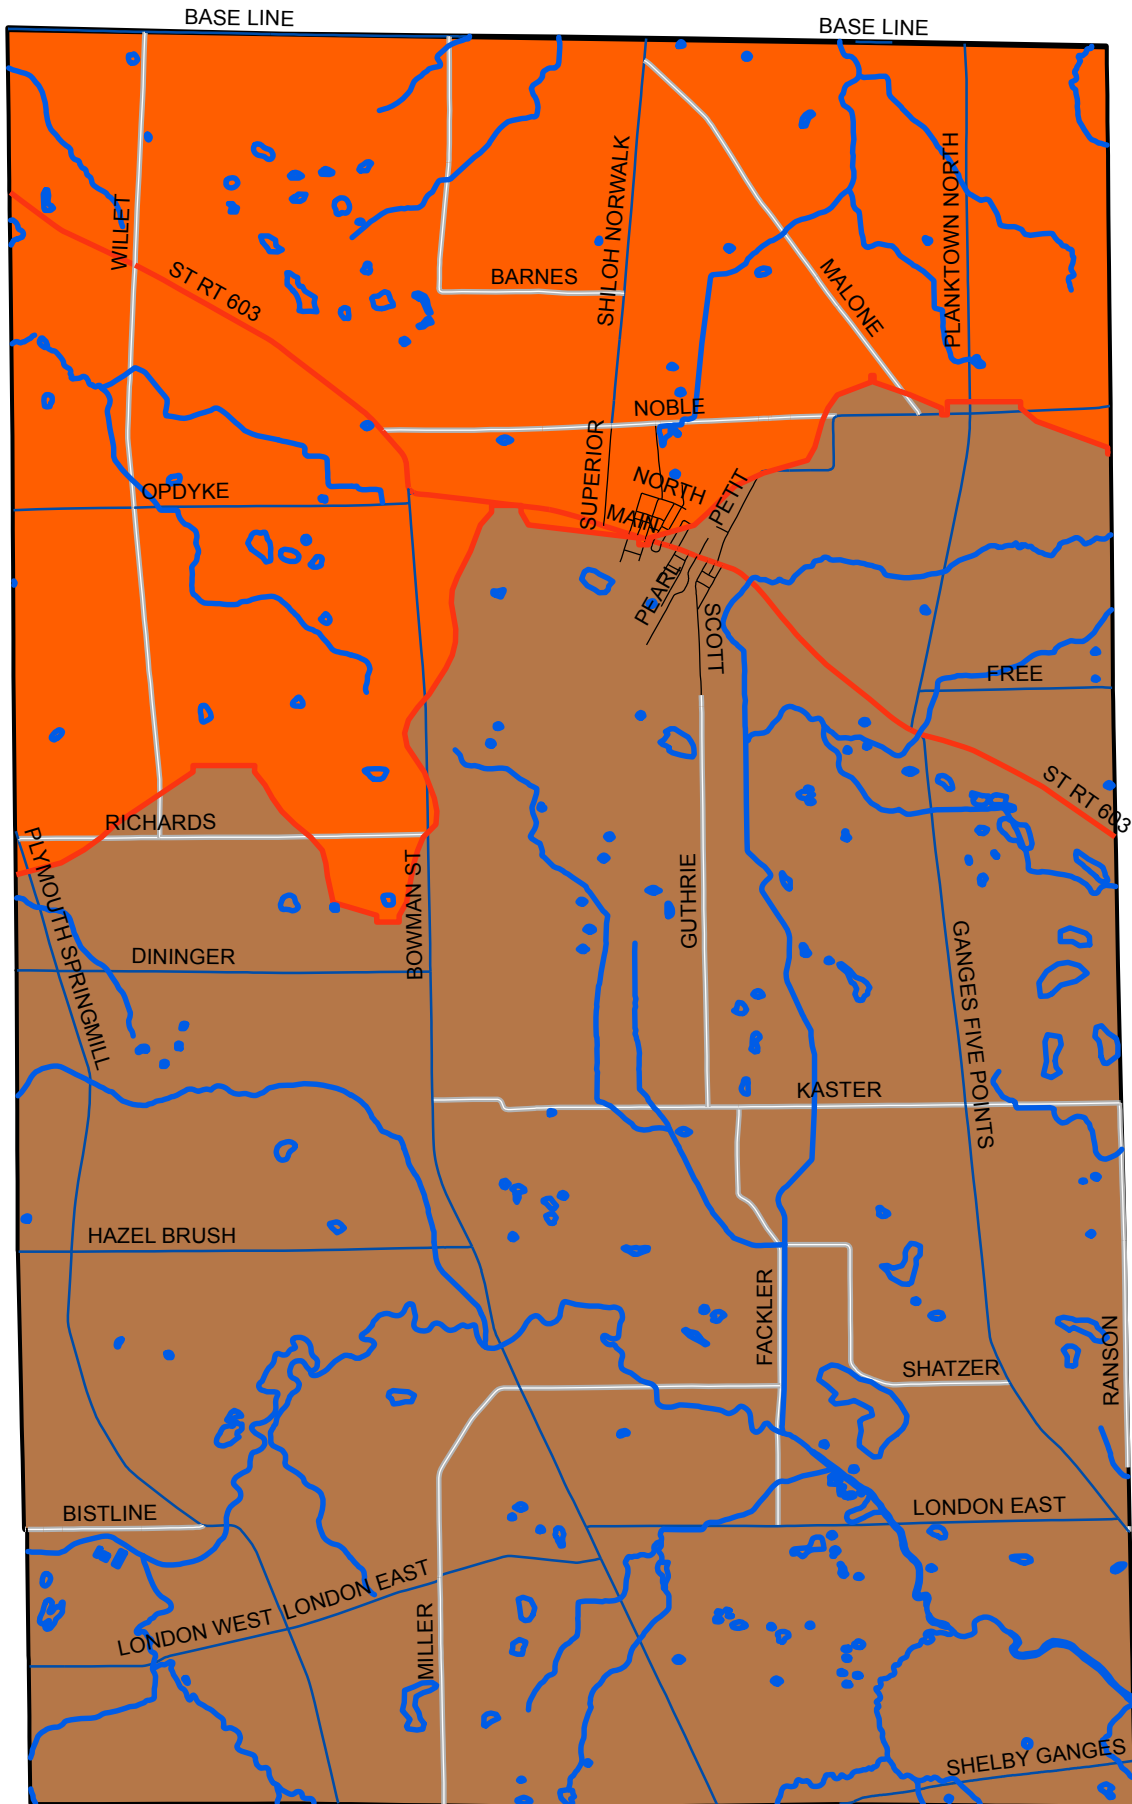 BASE LINE
BASE LINE
WILLET
ST RT 603
BARNES
SHILOH NORWALK
MALONE
PLANKTOWN NORTH
NOBLE
SUPERIOR
NORTH
MAIN
PETIT
OPDYKE
PEARL
SCOTT
FREE
ST RT 603
RICHARDS
PLYMOUTH SPRINGMILL
BOWMAN ST
GUTHRIE
DININGER
GANGES FIVE POINTS
KASTER
HAZEL BRUSH
FACKLER
SHATZER
RANSON
BISTLINE
LONDON EAST
LONDON WEST
LONDON EAST
MILLER
SHELBY GANGES